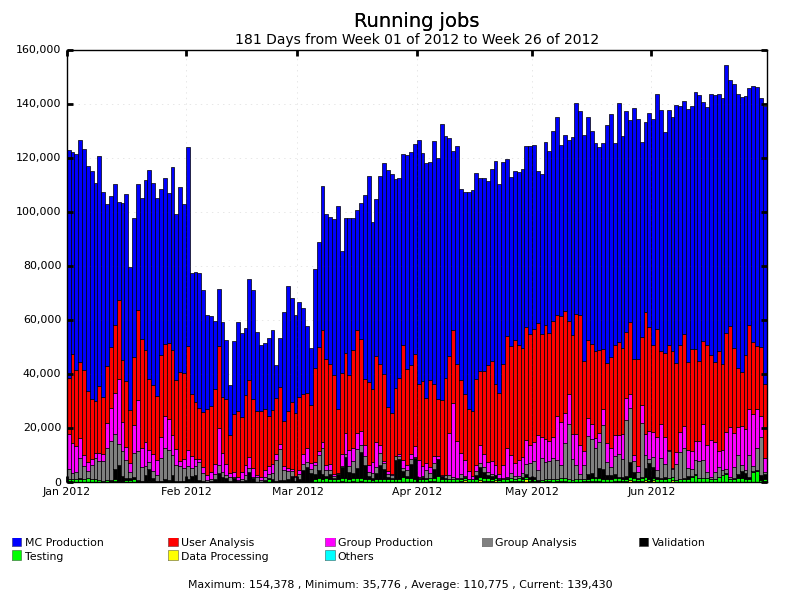 Running jobs
181 Days from Week 01 of 2012 to Week 26 of 2012
160,000
140,000
120,000
100,000
80,000
60,000
40,000
20,000
0
Jan 2012 Feb 2012 Mar 2012 Apr 2012 May 2012 Jun 2012
MC Production User Analysis Group Production Group Analysis Validation
Testing Data Processing Others
Maximum: 154,378 , Minimum: 35,776 , Average: 110,775 , Current: 139,430